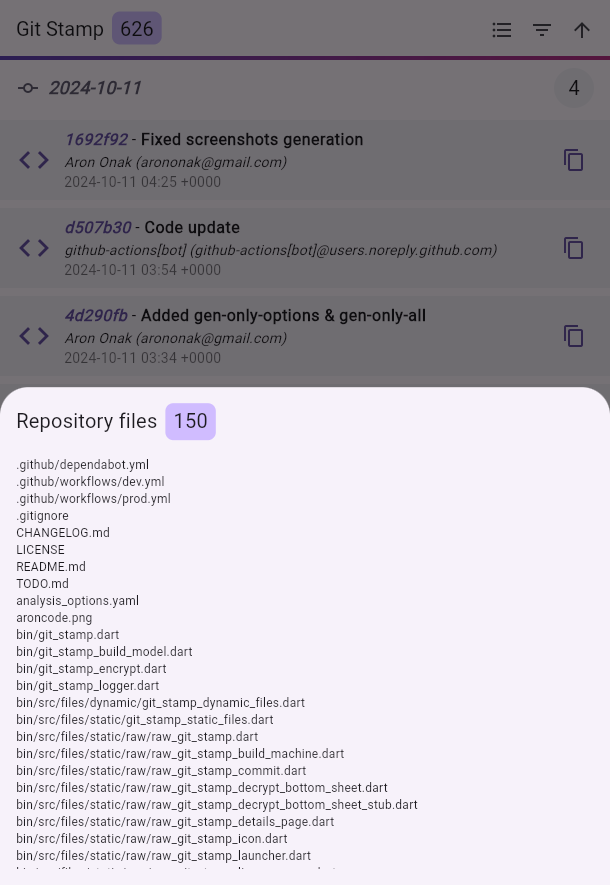 Git Stamp 626
2024-10-11 4
1692f92 - Fixed screenshots generation
Aron Onak (arononak@gmail.com)
2024-10-11 04:25 +0000
d507b30 - Code update
github-actions[bot] (github-actions[bot]@users.noreply.github.com)
2024-10-11 03:54 +0000
4d290fb - Added gen-only-options & gen-only-all
Aron Onak (arononak@gmail.com)
2024-10-11 03:34 +0000
Repository files 150
.github/dependabot.yml
.github/workflows/dev.yml
.github/workflows/prod.yml
.gitignore
CHANGELOG.md
LICENSE
README.md
TODO.md
analysis_options.yaml
aroncode.png
bin/git_stamp.dart
bin/git_stamp_build_model.dart
bin/git_stamp_encrypt.dart
bin/git_stamp_logger.dart
bin/src/files/dynamic/git_stamp_dynamic_files.dart
bin/src/files/static/git_stamp_static_files.dart
bin/src/files/static/raw/raw_git_stamp.dart
bin/src/files/static/raw/raw_git_stamp_build_machine.dart
bin/src/files/static/raw/raw_git_stamp_commit.dart
bin/src/files/static/raw/raw_git_stamp_decrypt_bottom_sheet.dart
bin/src/files/static/raw/raw_git_stamp_decrypt_bottom_sheet_stub.dart
bin/src/files/static/raw/raw_git_stamp_details_page.dart
bin/src/files/static/raw/raw_git_stamp_icon.dart
bin/src/files/static/raw/raw_git_stamp_launcher.dart